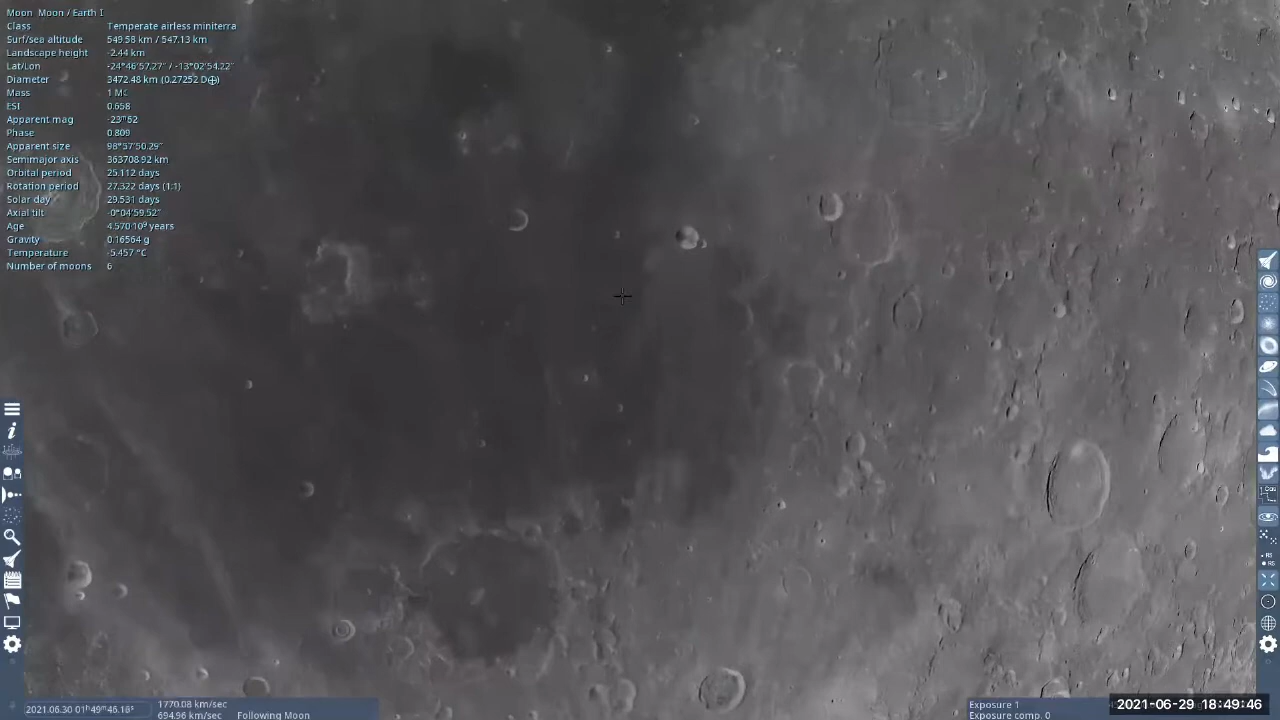 Moon Moon / Earth I
Class Temperate airless miniterra
Surf/sea altitude 549.58 km / 547.13 km
Landscape height -2.44 km
Lat/Lon -24°46'57.27" / -13°02'54.22"
Diameter 3472.48 km (0.27252 D⊕)
Mass 1 M☾
ESI 0.658
Apparent mag -23ᵐ52
Phase 0.809
Apparent size 98°57'50.29"
Semimajor axis 363708.92 km
Orbital period 25.112 days
Rotation period 27.322 days (1:1)
Solar day 29.531 days
Axial tilt -0°04'59.52"
Age 4.570·10⁹ years
Gravity 0.16564 g
Temperature -5.457 °C
Number of moons 6
2021.06.30 01ʰ49ᵐ46.16ˢ
1770.08 km/sec
694.96 km/sec Following Moon
Exposure 1
Exposure comp. 0
2021-06-29 18:49:46